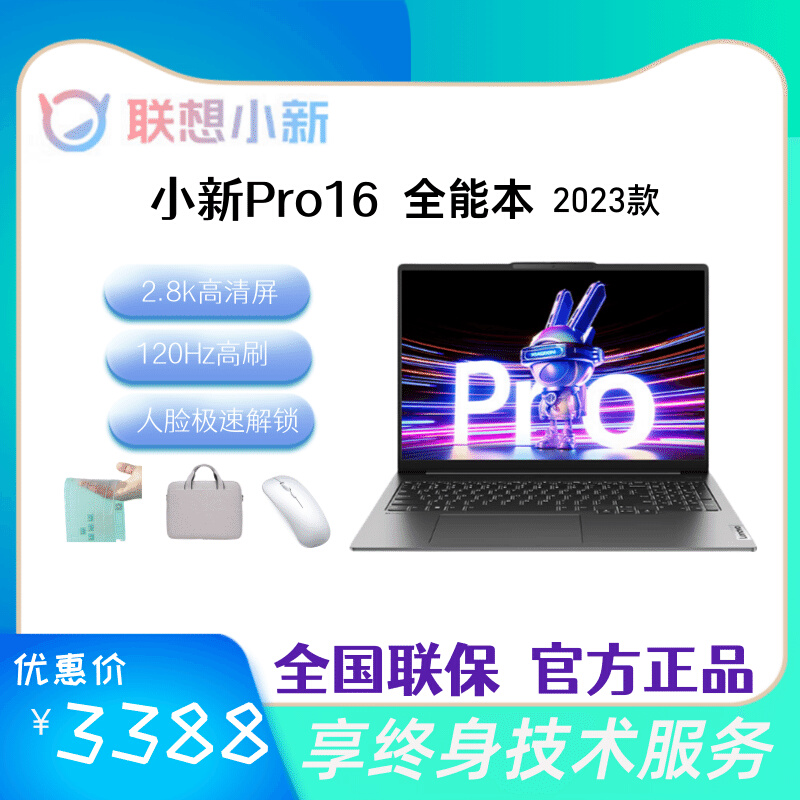 联想小新
小新Pro16 全能本 2023款
2.8k高清屏
120Hz高刷
人脸极速解锁
Pro
Lenovo
优惠价
¥3388
全国联保 官方正品
享终身技术服务